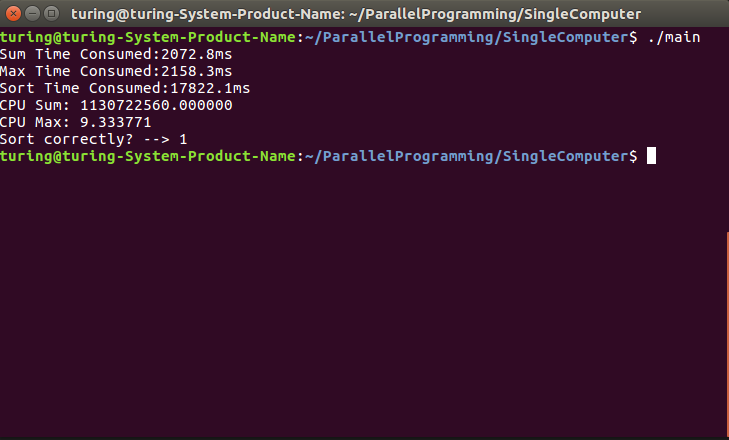 turing@turing-System-Product-Name: ~/ParallelProgramming/SingleComputer
turing@turing-System-Product-Name:~/ParallelProgramming/SingleComputer$ ./main
Sum Time Consumed:2072.8ms
Max Time Consumed:2158.3ms
Sort Time Consumed:17822.1ms
CPU Sum: 1130722560.000000
CPU Max: 9.333771
Sort correctly? --> 1
turing@turing-System-Product-Name:~/ParallelProgramming/SingleComputer$